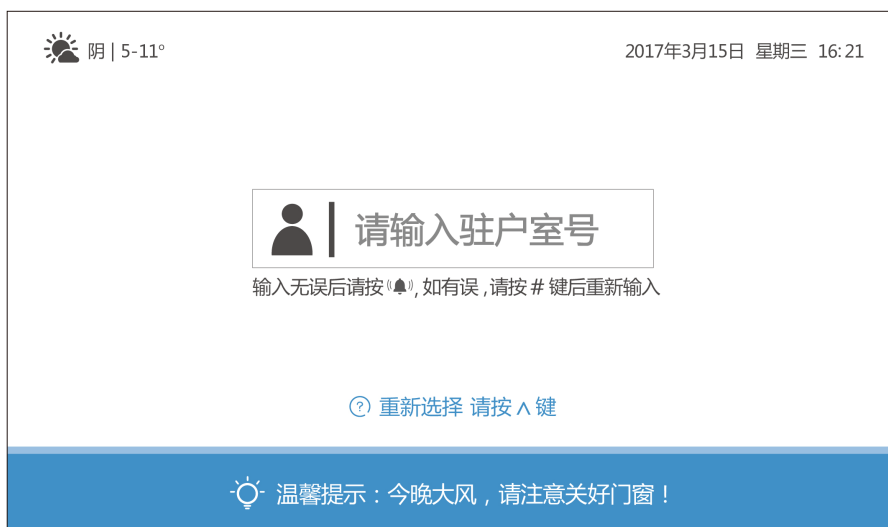 阴 | 5-11° 2017年3月15日 星期三 16:21
请输入驻户室号
输入无误后请按, 如有误 ,请按 # 键后重新输入
? 重新选择 请按 ∧ 键
温馨提示：今晚大风，请注意关好门窗！